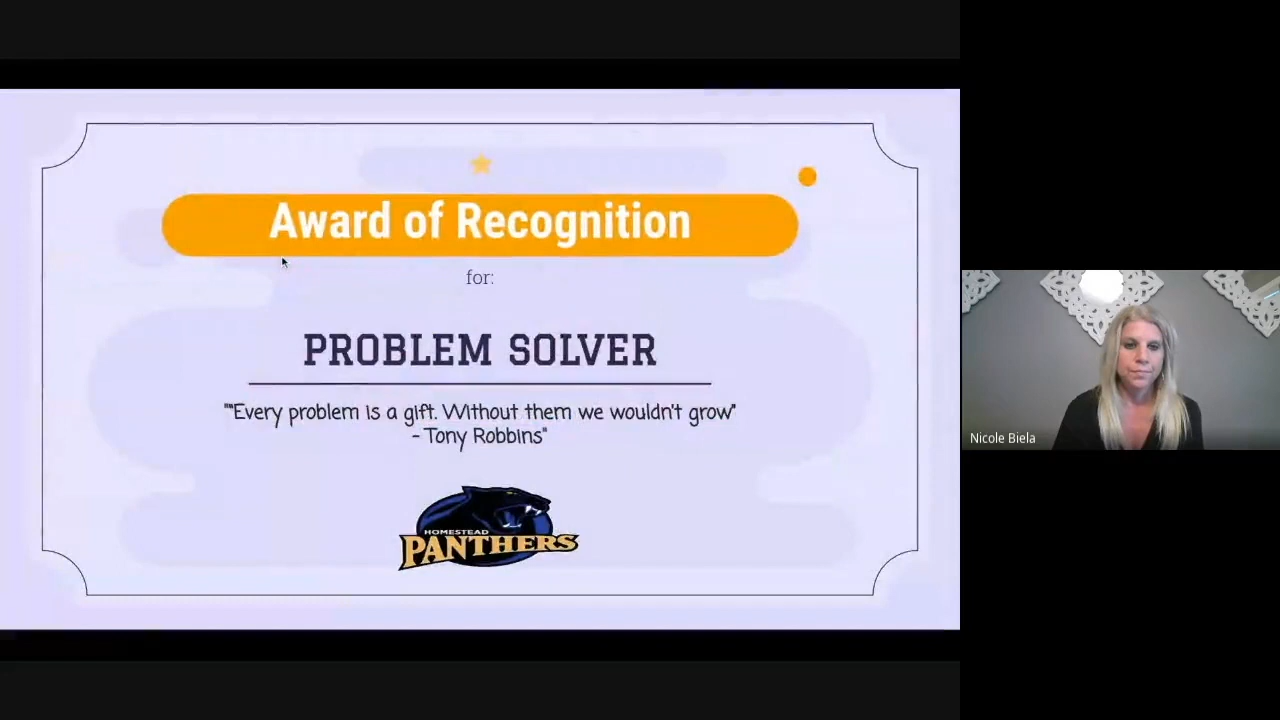 Award of Recognition
for:
PROBLEM SOLVER
""Every problem is a gift. Without them we wouldn't grow"
- Tony Robbins"
HOMESTEAD
PANTHERS
Nicole Biela